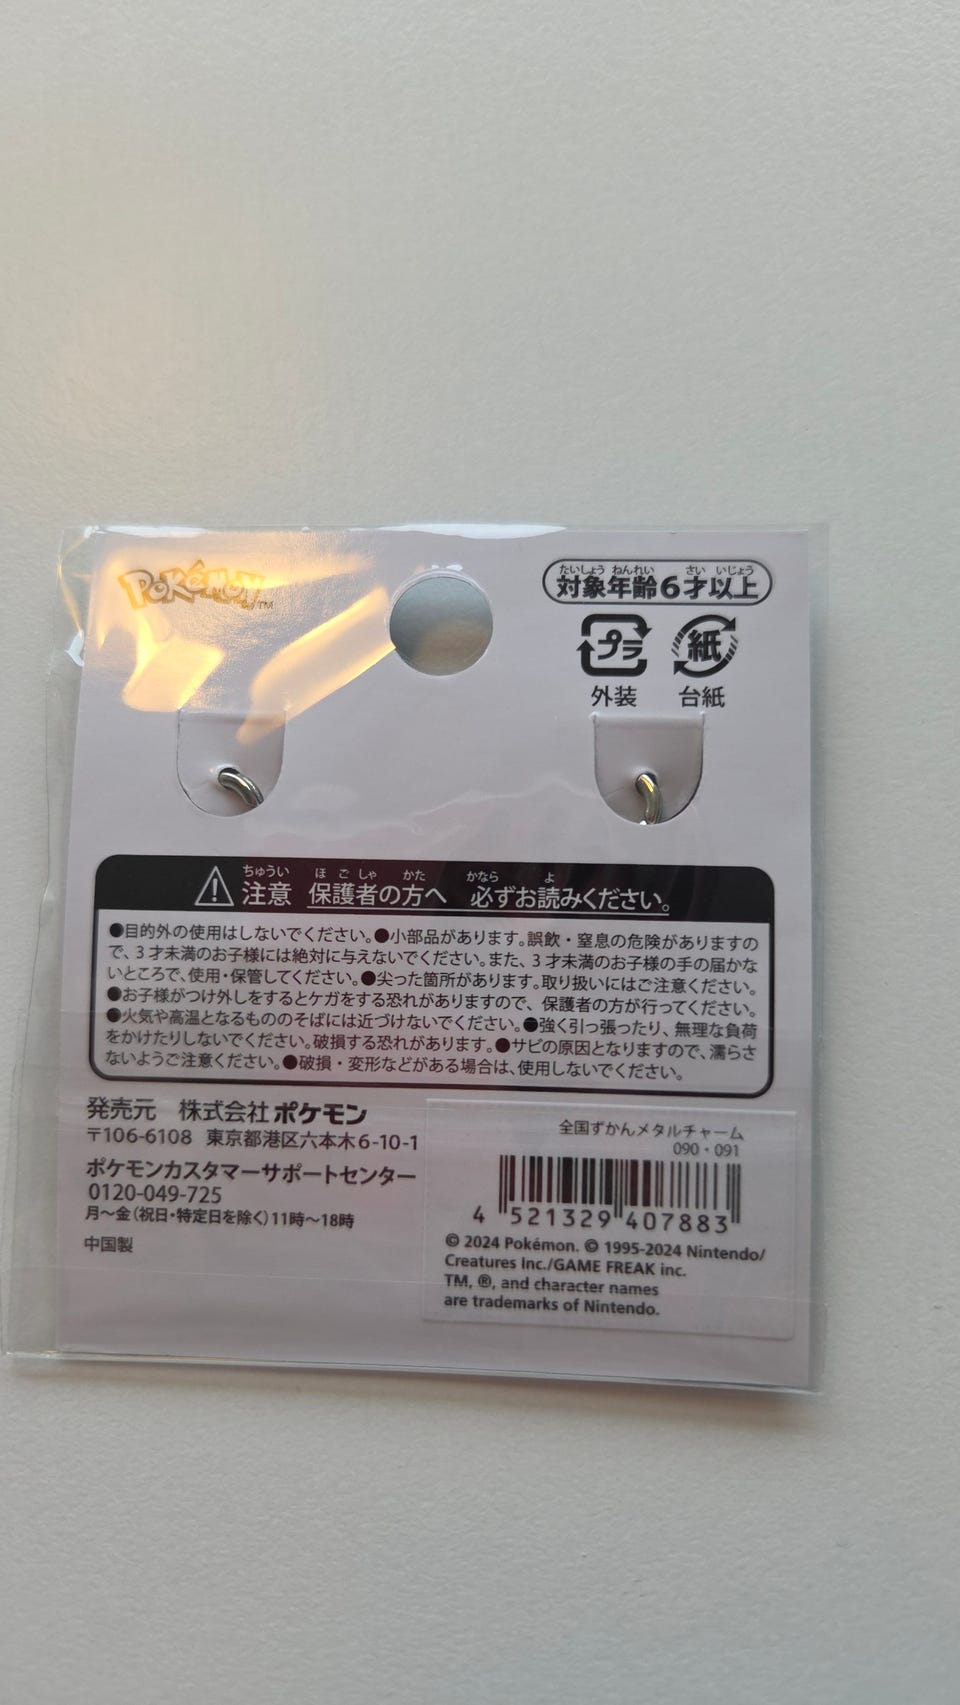 POKéMON
TM
たいしょう ねんれい さい いじょう
対象年齢6才以上
プラ
紙
外装
台紙
ちゅうい ほごしゃ かた かなら よ
注意 保護者の方へ 必ずお読みください。
●目的外の使用はしないでください。●小部品があります。誤飲・窒息の危険がありますの
で、3才未満のお子様には絶対に与えないでください。また、3才未満のお子様の手の届かな
いところで、使用・保管してください。●尖った箇所があります。取り扱いにはご注意ください。
●お子様がつけ外しをするとケガをする恐れがありますので、保護者の方が行ってください。
●火気や高温となるもののそばには近づけないでください。●強く引っ張ったり、無理な負荷
をかけたりしないでください。破損する恐れがあります。●サビの原因となりますので、濡らさ
ないようご注意ください。●破損・変形などがある場合は、使用しないでください。
発売元 株式会社ポケモン
〒106-6108 東京都港区六本木6-10-1
ポケモンカスタマーサポートセンター
0120-049-725
月～金（祝日・特定日を除く）11時～18時
中国製
全国ずかんメタルチャーム
090・091
4 521329 407883
© 2024 Pokémon. © 1995-2024 Nintendo/
Creatures Inc./GAME FREAK inc.
TM, ®, and character names
are trademarks of Nintendo.